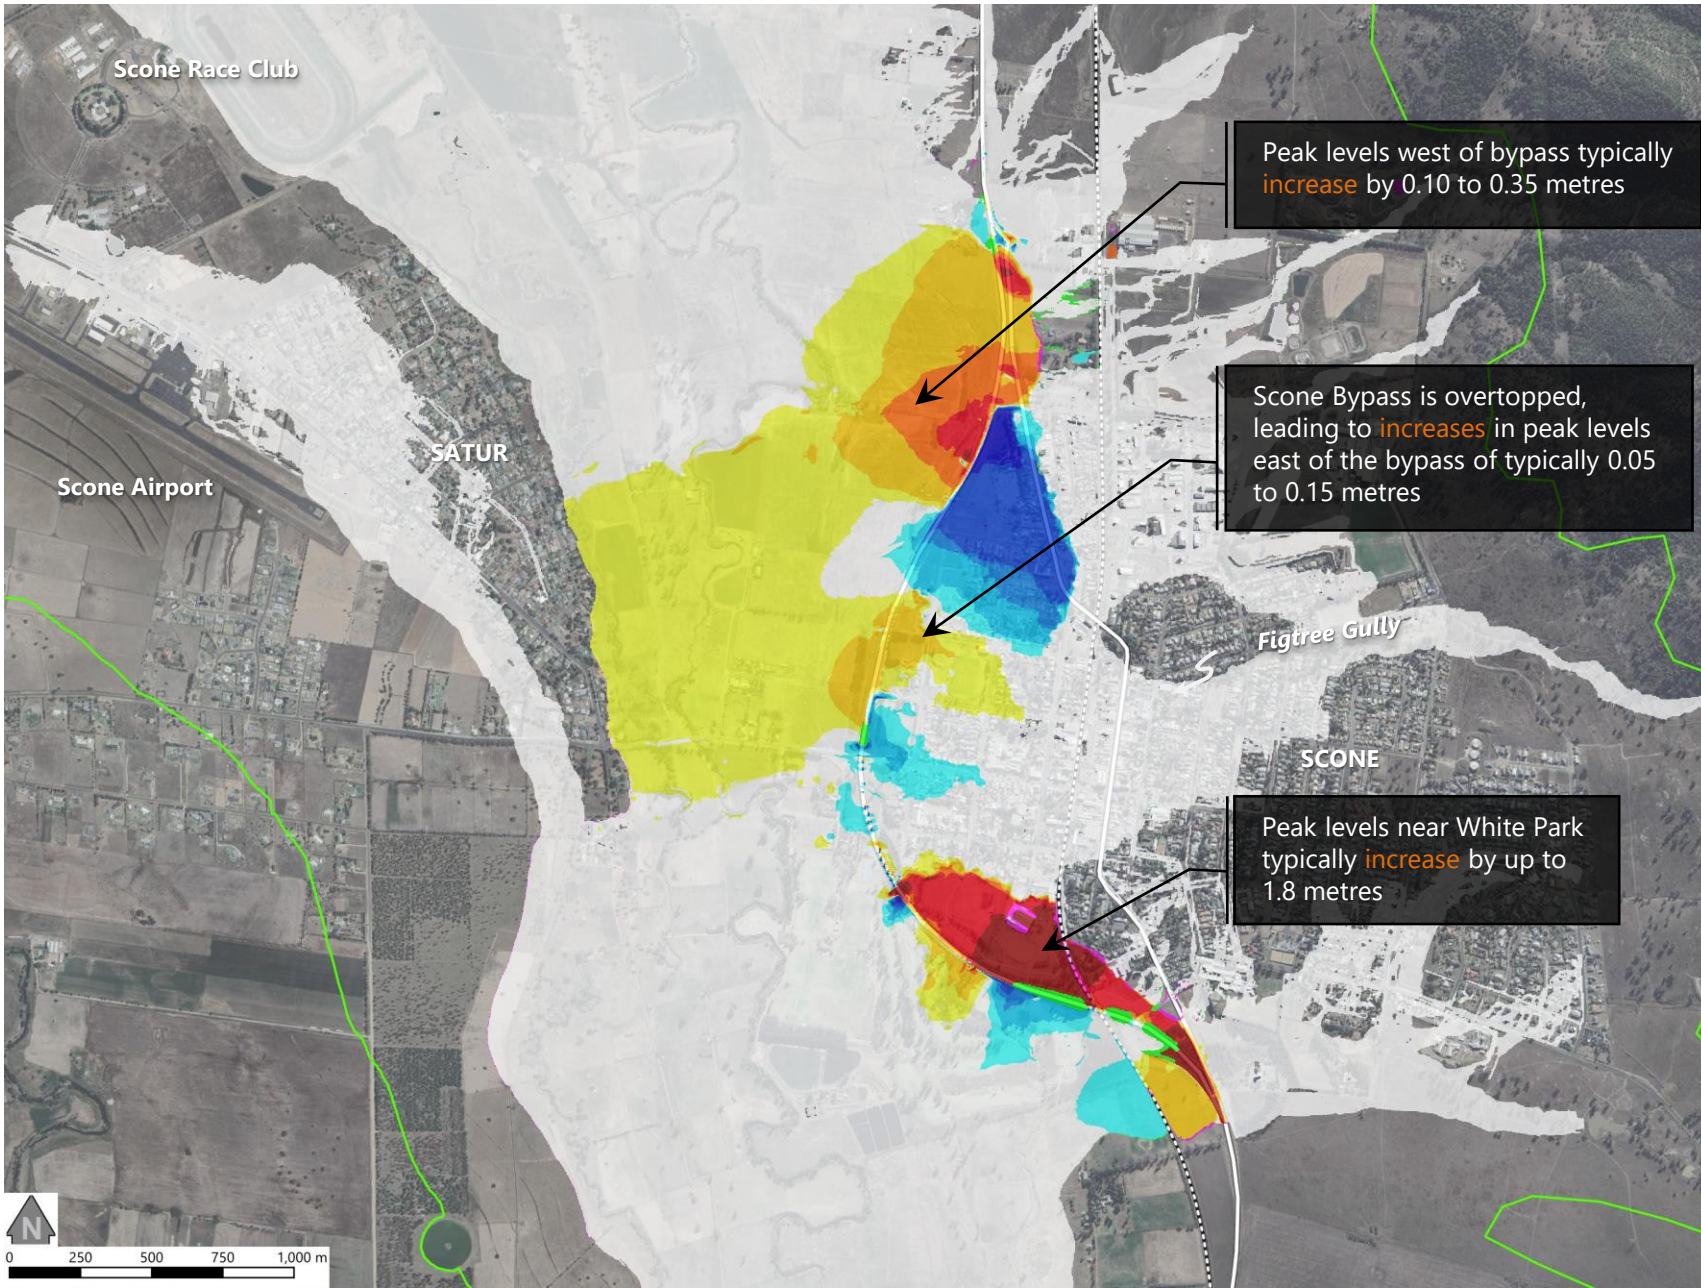 Scone Race Club
Peak levels west of bypass typically
increase by 0.10 to 0.35 metres
Scone Bypass is overtopped,
leading to increases in peak levels
east of the bypass of typically 0.05
to 0.15 metres
SATUR
Scone Airport
Figtree Gully
SCONE
Peak levels near White Park
typically increase by up to
1.8 metres
N
0 250 500 750 1,000 m